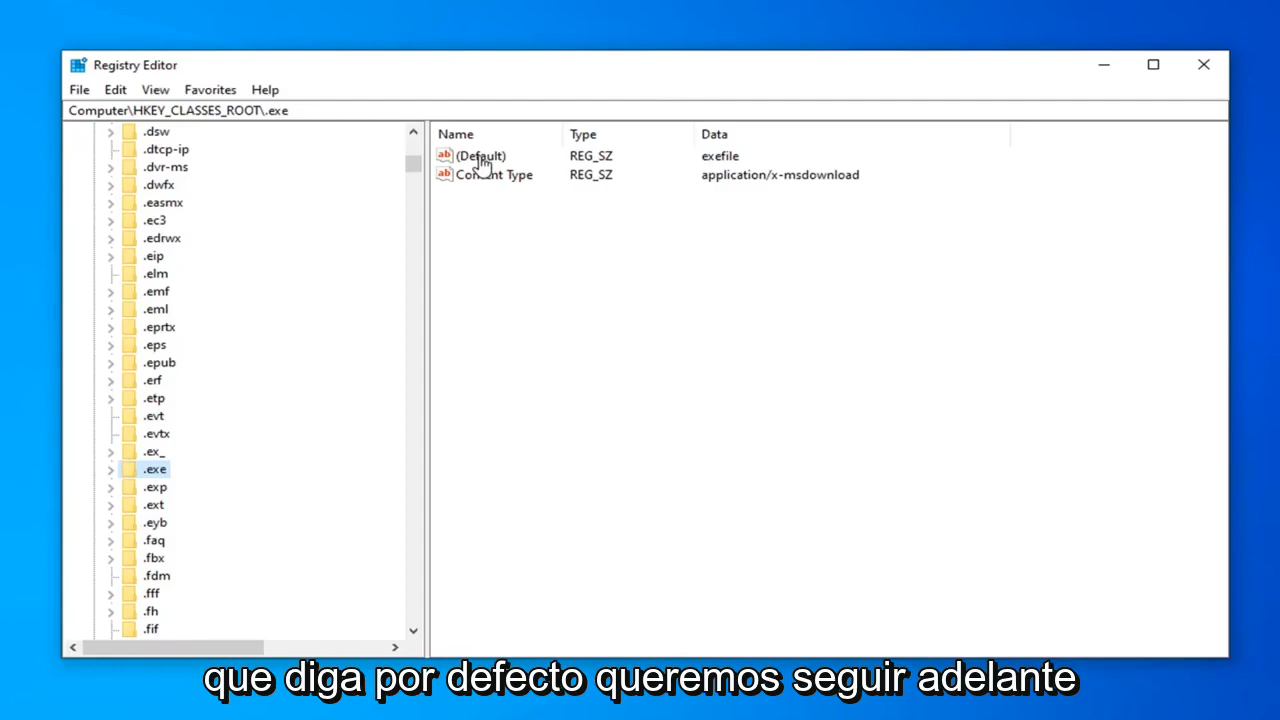 Registry Editor
File Edit View Favorites Help
Computer\HKEY_CLASSES_ROOT\.exe
.dsw
.dtcp-ip
.dvr-ms
.dwfx
.easmx
.ec3
.edrwx
.eip
.elm
.emf
.eml
.eprtx
.eps
.epub
.erf
.etp
.evt
.evtx
.ex_
.exe
.exp
.ext
.eyb
.faq
.fbx
.fdm
.fff
.fh
.fif
Name Type Data
(Default) REG_SZ exefile
Content Type REG_SZ application/x-msdownload
que diga por defecto queremos seguir adelante